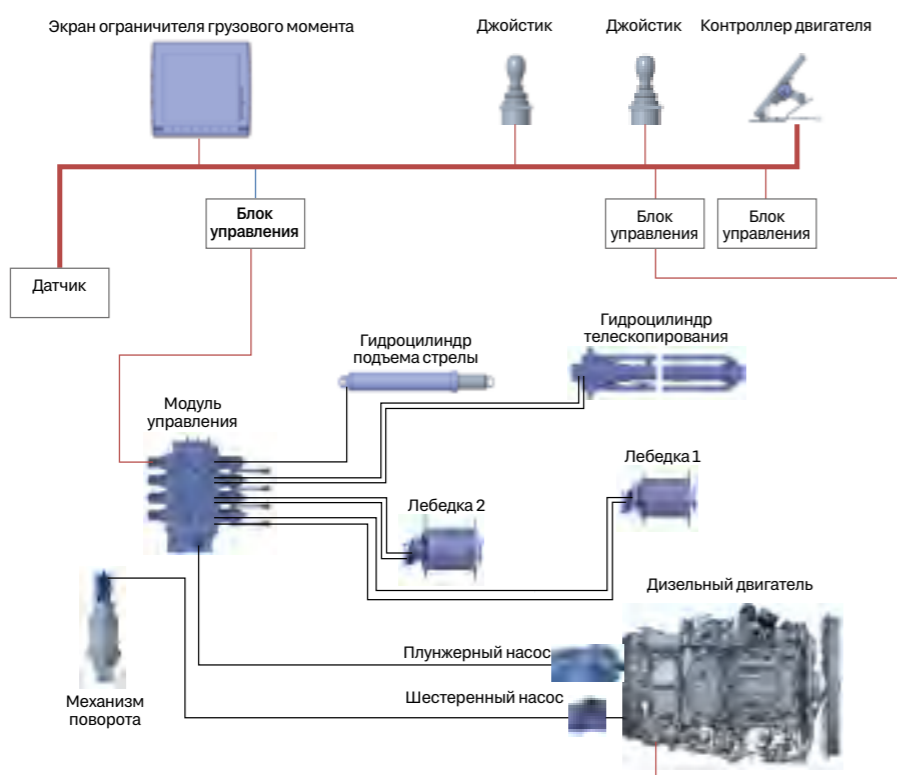 Экран ограничителя грузового момента
Джойстик
Джойстик
Контроллер двигателя
Блок
управления
Блок
управления
Блок
управления
Датчик
Гидроцилиндр
подъема стрелы
Гидроцилиндр
телескопирования
Модуль
управления
Лебедка 1
Лебедка 2
Дизельный двигатель
Плунжерный насос
Шестеренный насос
Механизм
поворота